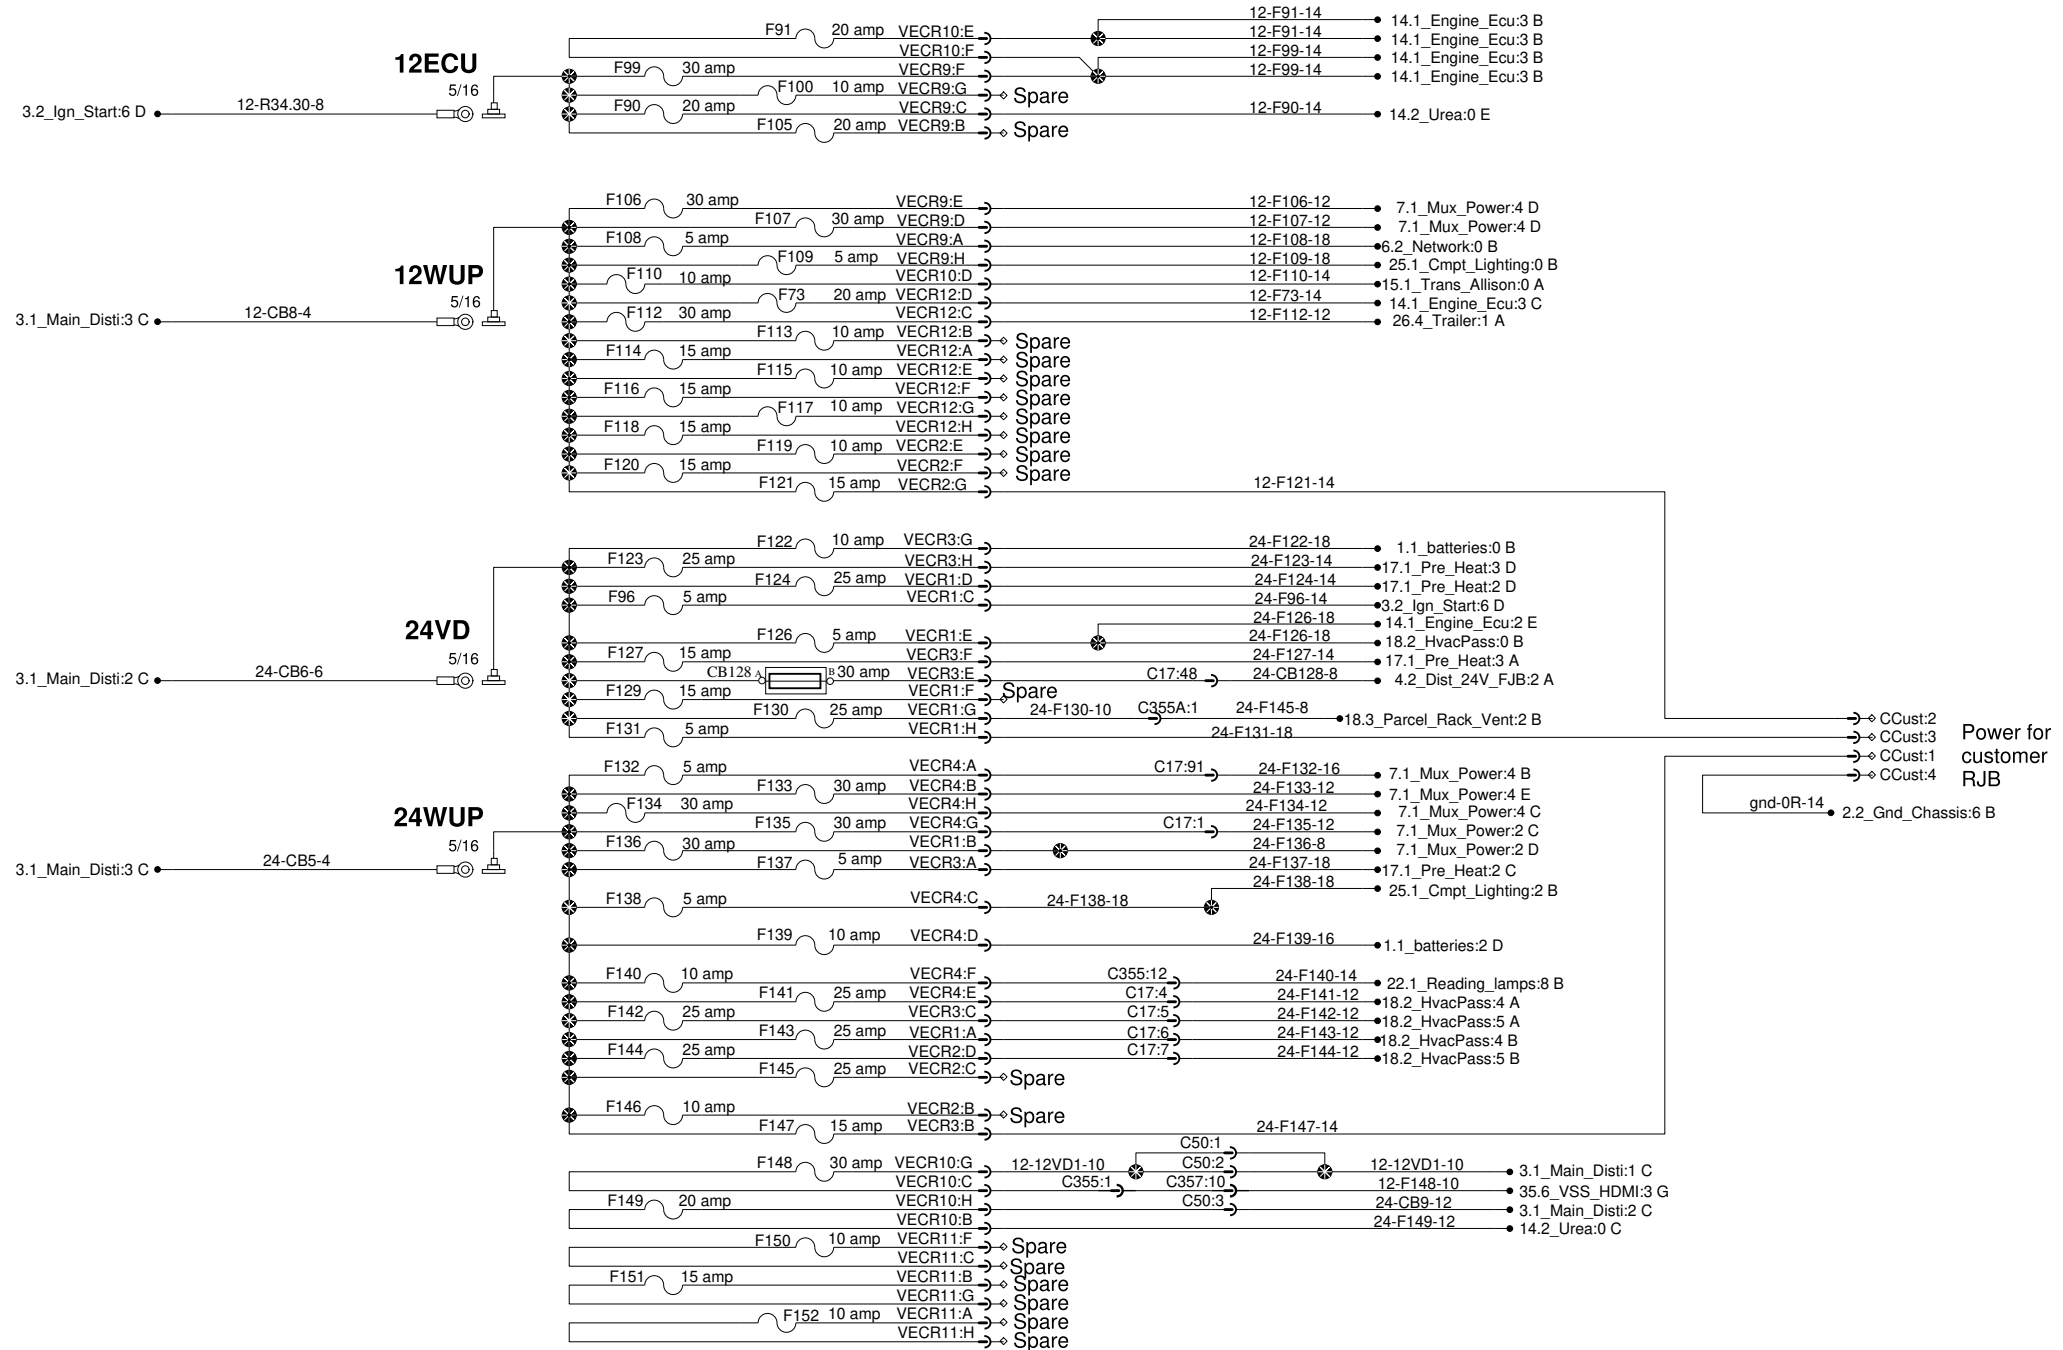 F91 20 amp VECR10:E 12-F91-14 14.1_Engine_Ecu:3 B
12-F91-14 14.1_Engine_Ecu:3 B
VECR10:F 12-F99-14 14.1_Engine_Ecu:3 B
12ECU F99 30 amp VECR9:F 12-F99-14 14.1_Engine_Ecu:3 B
5/16 F100 10 amp VECR9:G Spare
3.2_Ign_Start:6 D 12-R34.30-8 F90 20 amp VECR9:C 12-F90-14 14.2_Urea:0 E
F105 20 amp VECR9:B Spare
F106 30 amp VECR9:E 12-F106-12 7.1_Mux_Power:4 D
F107 30 amp VECR9:D 12-F107-12 7.1_Mux_Power:4 D
F108 5 amp VECR9:A 12-F108-18 6.2_Network:0 B
F109 5 amp VECR9:H 12-F109-18 25.1_Cmpt_Lighting:0 B
12WUP F110 10 amp VECR10:D 12-F110-14 15.1_Trans_Allison:0 A
5/16 F73 20 amp VECR12:D 12-F73-14 14.1_Engine_Ecu:3 C
3.1_Main_Disti:3 C 12-CB8-4 F112 30 amp VECR12:C 12-F112-12 26.4_Trailer:1 A
F113 10 amp VECR12:B Spare
F114 15 amp VECR12:A Spare
F115 10 amp VECR12:E Spare
F116 15 amp VECR12:F Spare
F117 10 amp VECR12:G Spare
F118 15 amp VECR12:H Spare
F119 10 amp VECR2:E Spare
F120 15 amp VECR2:F Spare
F121 15 amp VECR2:G 12-F121-14
F122 10 amp VECR3:G 24-F122-18 1.1_batteries:0 B
F123 25 amp VECR3:H 24-F123-14 17.1_Pre_Heat:3 D
F124 25 amp VECR1:D 24-F124-14 17.1_Pre_Heat:2 D
F96 5 amp VECR1:C 24-F96-14 3.2_Ign_Start:6 D
24-F126-18 14.1_Engine_Ecu:2 E
24VD F126 5 amp VECR1:E 24-F126-18 18.2_HvacPass:0 B
5/16 F127 15 amp VECR3:F 24-F127-14 17.1_Pre_Heat:3 A
3.1_Main_Disti:2 C 24-CB6-6 CB128 A B 30 amp VECR3:E C17:48 24-CB128-8 4.2_Dist_24V_FJB:2 A
F129 15 amp VECR1:F Spare
F130 25 amp VECR1:G 24-F130-10 C355A:1 24-F145-8 18.3_Parcel_Rack_Vent:2 B CCust:2
F131 5 amp VECR1:H 24-F131-18 CCust:3 Power for
CCust:1 customer
F132 5 amp VECR4:A C17:91 24-F132-16 7.1_Mux_Power:4 B CCust:4 RJB
F133 30 amp VECR4:B 24-F133-12 7.1_Mux_Power:4 E
24WUP F134 30 amp VECR4:H 24-F134-12 7.1_Mux_Power:4 C gnd-0R-14 2.2_Gnd_Chassis:6 B
F135 30 amp VECR4:G C17:1 24-F135-12 7.1_Mux_Power:2 C
5/16 F136 30 amp VECR1:B 24-F136-8 7.1_Mux_Power:2 D
3.1_Main_Disti:3 C 24-CB5-4 F137 5 amp VECR3:A 24-F137-18 17.1_Pre_Heat:2 C
24-F138-18 25.1_Cmpt_Lighting:2 B
F138 5 amp VECR4:C 24-F138-18
F139 10 amp VECR4:D 24-F139-16 1.1_batteries:2 D
F140 10 amp VECR4:F C355:12 24-F140-14 22.1_Reading_lamps:8 B
F141 25 amp VECR4:E C17:4 24-F141-12 18.2_HvacPass:4 A
F142 25 amp VECR3:C C17:5 24-F142-12 18.2_HvacPass:5 A
F143 25 amp VECR1:A C17:6 24-F143-12 18.2_HvacPass:4 B
F144 25 amp VECR2:D C17:7 24-F144-12 18.2_HvacPass:5 B
F145 25 amp VECR2:C Spare
F146 10 amp VECR2:B Spare
F147 15 amp VECR3:B 24-F147-14
C50:1
F148 30 amp VECR10:G 12-12VD1-10 C50:2 12-12VD1-10 3.1_Main_Disti:1 C
VECR10:C C355:1 C357:10 12-F148-10 35.6_VSS_HDMI:3 G
F149 20 amp VECR10:H C50:3 24-CB9-12 3.1_Main_Disti:2 C
VECR10:B 24-F149-12 14.2_Urea:0 C
F150 10 amp VECR11:F Spare
VECR11:C Spare
F151 15 amp VECR11:B Spare
VECR11:G Spare
F152 10 amp VECR11:A Spare
VECR11:H Spare